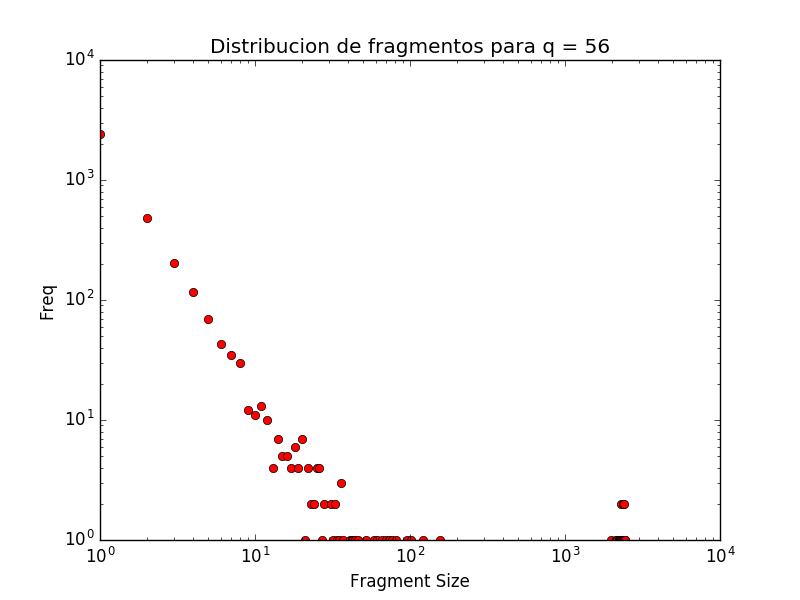 Distribucion de fragmentos para q = 56
10^4
10^3
10^2
10^1
10^0
Freq
10^0 10^1 10^2 10^3 10^4
Fragment Size